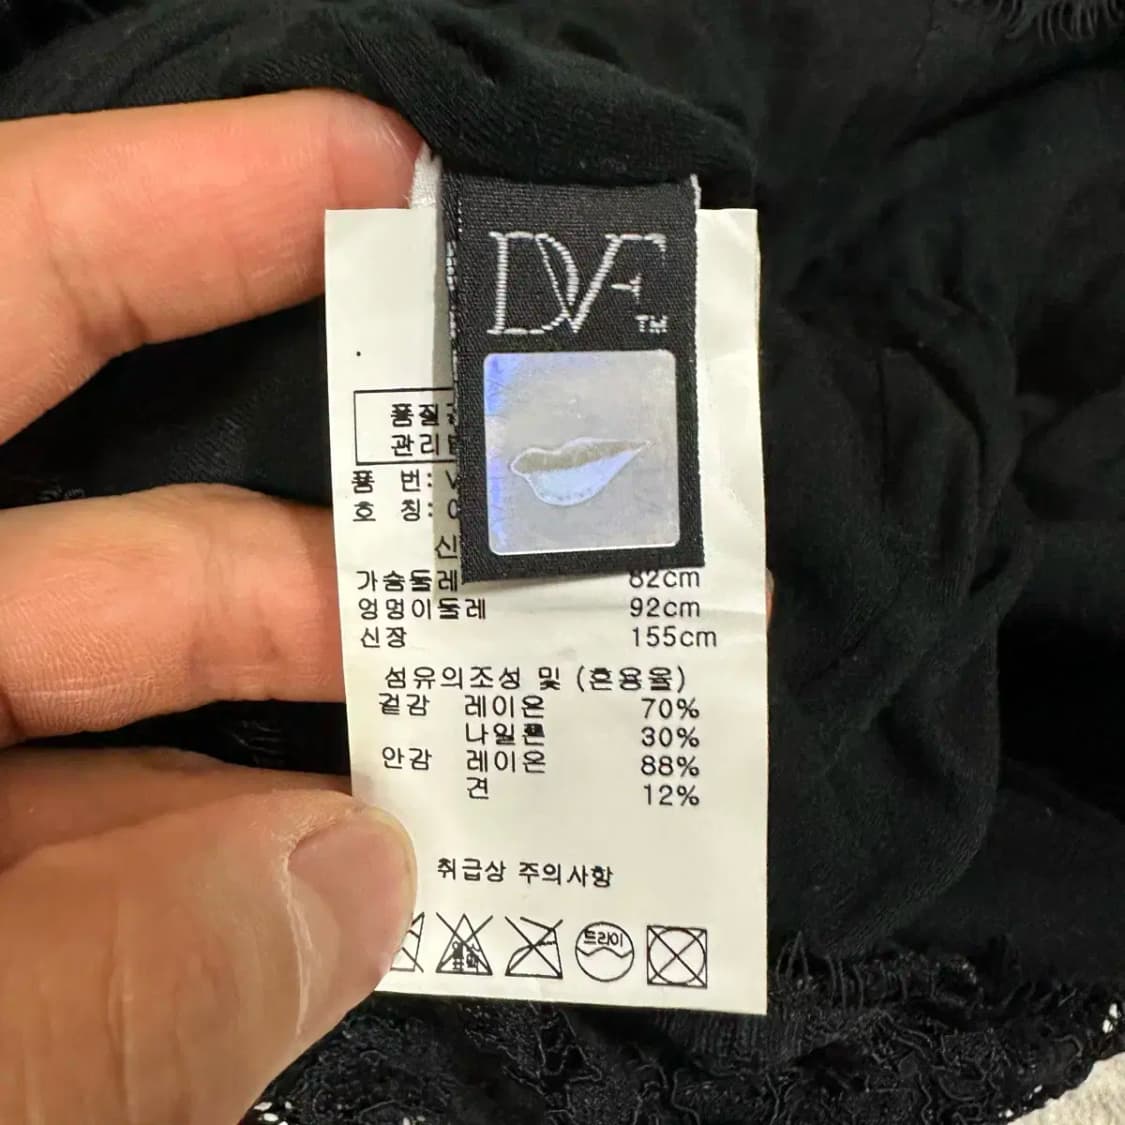 DVF
TM
품질
관리
품 번:
호 칭:
신
가슴둘레 82cm
엉덩이둘레 92cm
신장 155cm
섬유의조성 및 (혼용율)
겉감 레이온 70%
나일론 30%
안감 레이온 88%
견 12%
취급상 주의사항
드라이